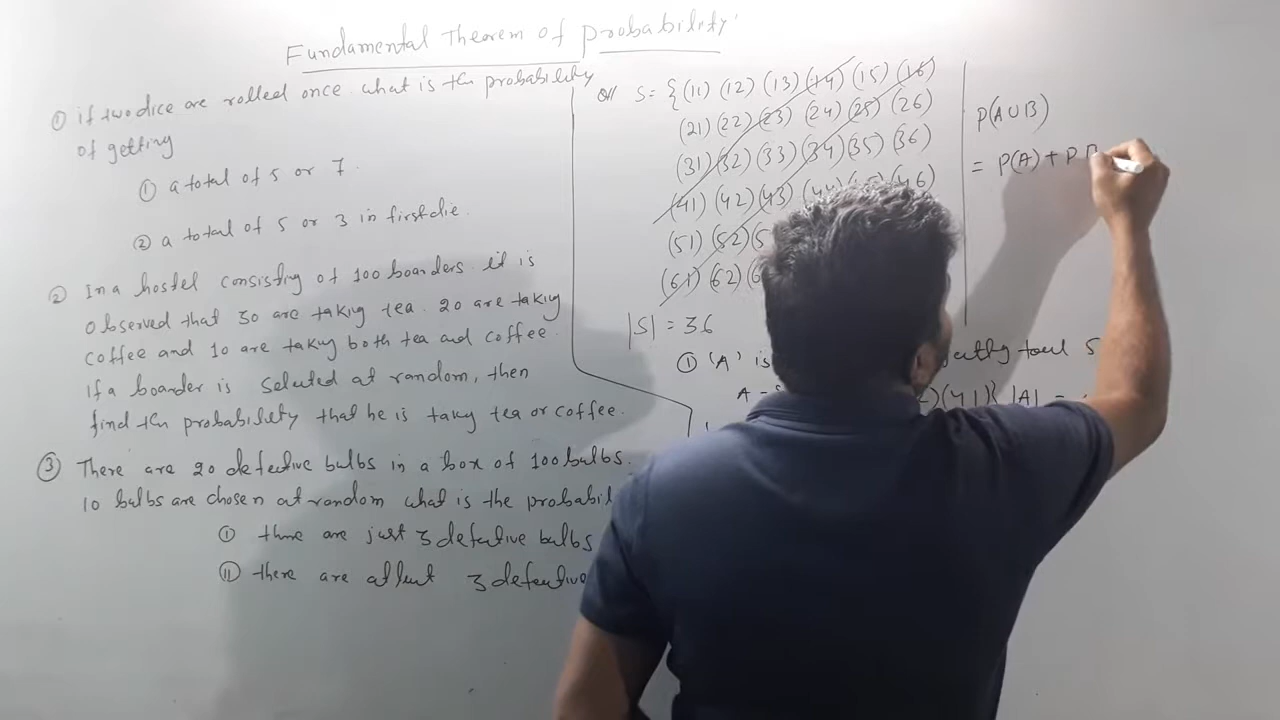 Fundamental Theorem of probability
① if two dice are rolled once what is the probability
of getting
① a total of 5 or 7.
② a total of 5 or 3 in first die.
② In a hostel consisting of 100 boarders it is
observed that 30 are taking tea. 20 are taking
coffee and 10 are taking both tea and coffee.
If a boarder is selected at random, then
find the probability that he is taking tea or coffee.
③ There are 20 defective bulbs in a box of 100 bulbs.
10 bulbs are chosen at random what is the probabil
① there are just 3 defective bulbs
⑪ there are atleast 3 defective
S = {(11) (12) (13) (14) (15) (16)
(21) (22) (23) (24) (25) (26)
(31) (32) (33) (34) (35) (36)
(41) (42) (43) (44) 46)
(51) (52) (5
(61) (62) (6
|S| = 36
① 'A' is total 5
A (41)} |A| =
P(A∪B)
= P(A) + P